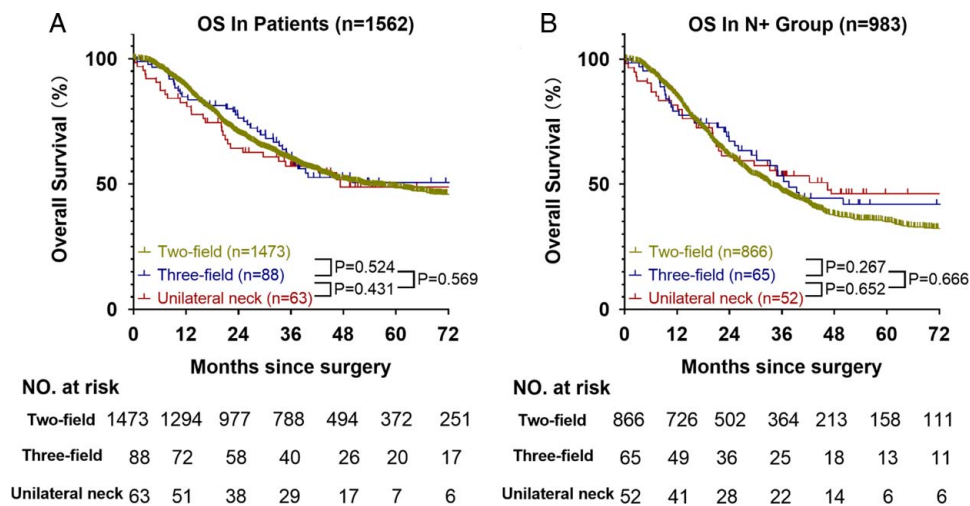 A
OS In Patients (n=1562)
100
50
0
Overall Survival (%)
Two-field (n=1473)
Three-field (n=88)
Unilateral neck (n=63)
P=0.524
P=0.431
P=0.569
0 12 24 36 48 60 72
Months since surgery
NO. at risk
Two-field 1473 1294 977 788 494 372 251
Three-field 88 72 58 40 26 20 17
Unilateral neck 63 51 38 29 17 7 6
B
OS In N+ Group (n=983)
100
50
0
Overall Survival (%)
Two-field (n=866)
Three-field (n=65)
Unilateral neck (n=52)
P=0.267
P=0.652
P=0.666
0 12 24 36 48 60 72
Months since surgery
NO. at risk
Two-field 866 726 502 364 213 158 111
Three-field 65 49 36 25 18 13 11
Unilateral neck 52 41 28 22 14 6 6